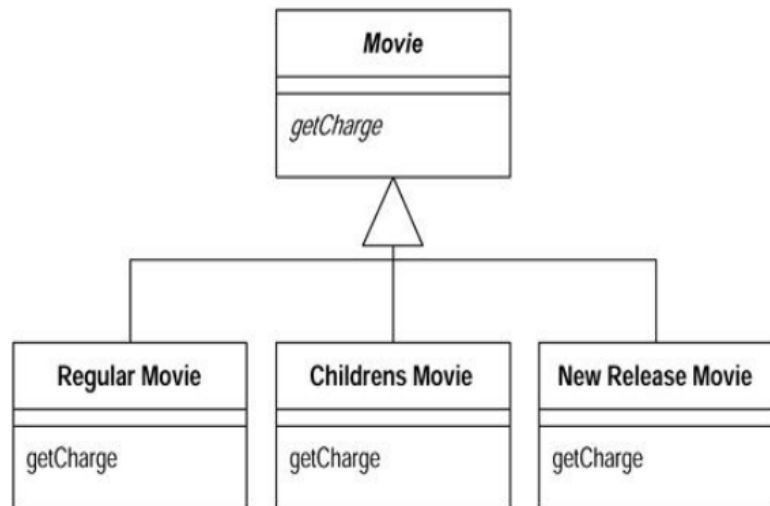 Movie
getCharge
Regular Movie
Childrens Movie
New Release Movie
getCharge
getCharge
getCharge